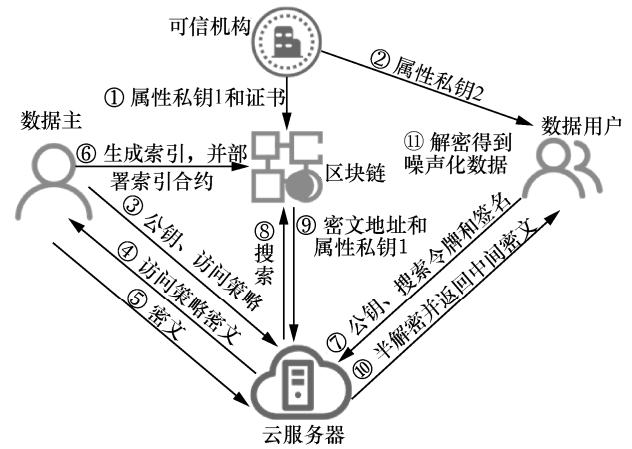 可信机构
① 属性私钥1和证书
② 属性私钥2
数据主
数据用户
⑥ 生成索引，并部
署索引合约
区块链
⑪ 解密得到
噪声化数据
③ 公钥、访问策略
④ 访问策略密文
⑤ 密文
⑧
搜
索
⑨ 密文地址和
属性私钥1
⑦ 公钥、搜索令牌和签名
⑩ 半解密并返回中间密文
云服务器